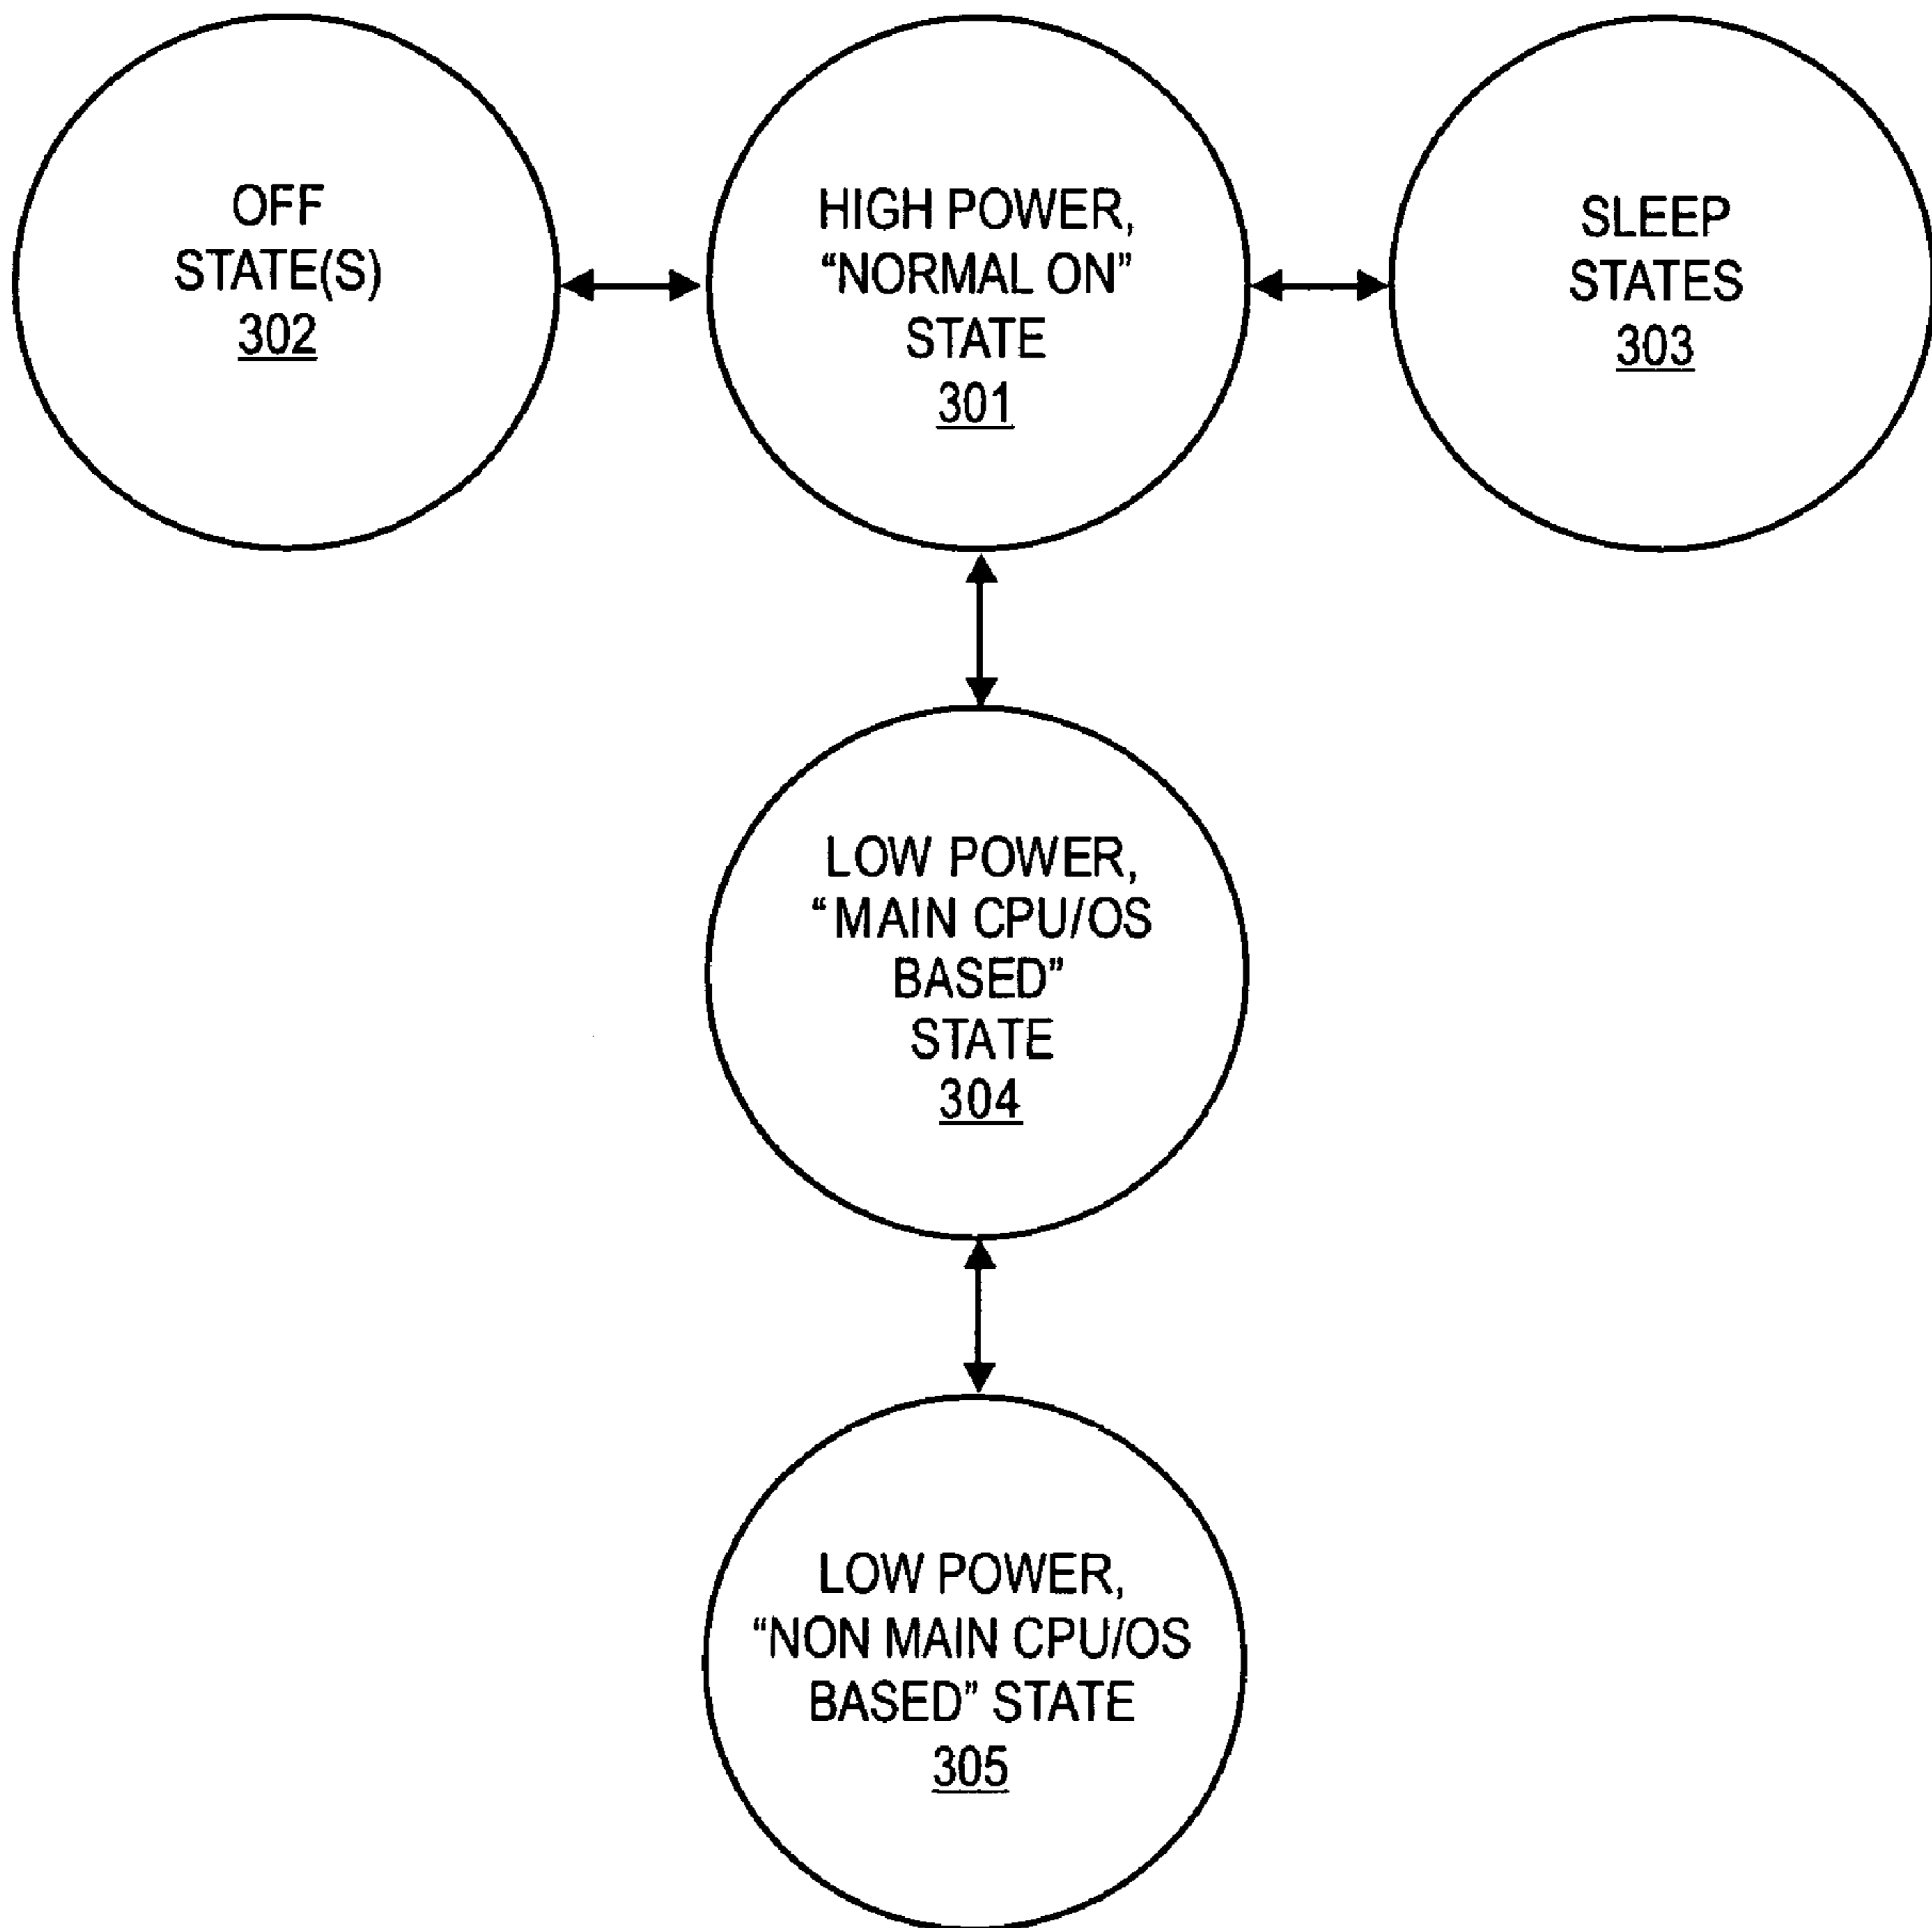 OFF
STATE(S)
302
HIGH POWER,
“NORMAL ON”
STATE
301
SLEEP
STATES
303
LOW POWER,
“MAIN CPU/OS
BASED”
STATE
304
LOW POWER,
“NON MAIN CPU/OS
BASED” STATE
305